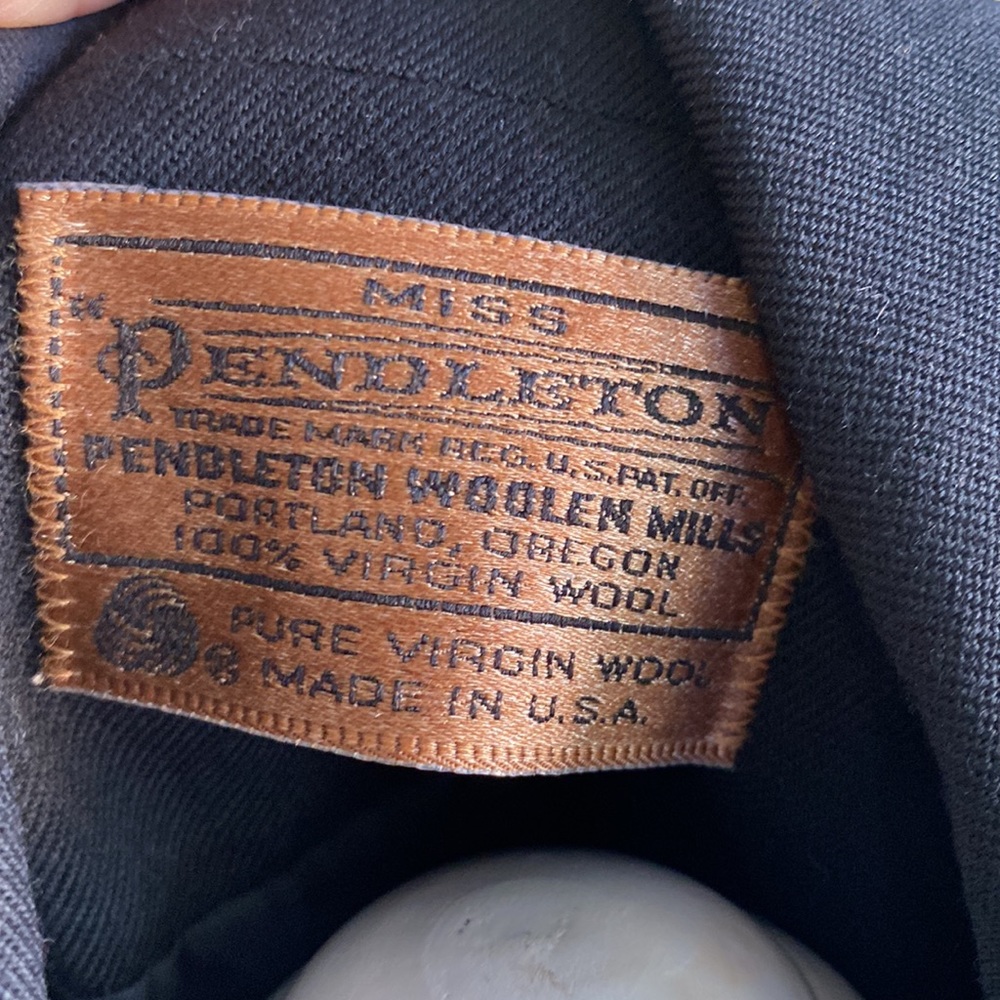 MISS
"PENDLETON
TRADE MARK REG. U.S. PAT. OFF.
PENDLETON WOOLEN MILLS
PORTLAND, OREGON
100% VIRGIN WOOL
PURE VIRGIN WOOL
® MADE IN U.S.A.